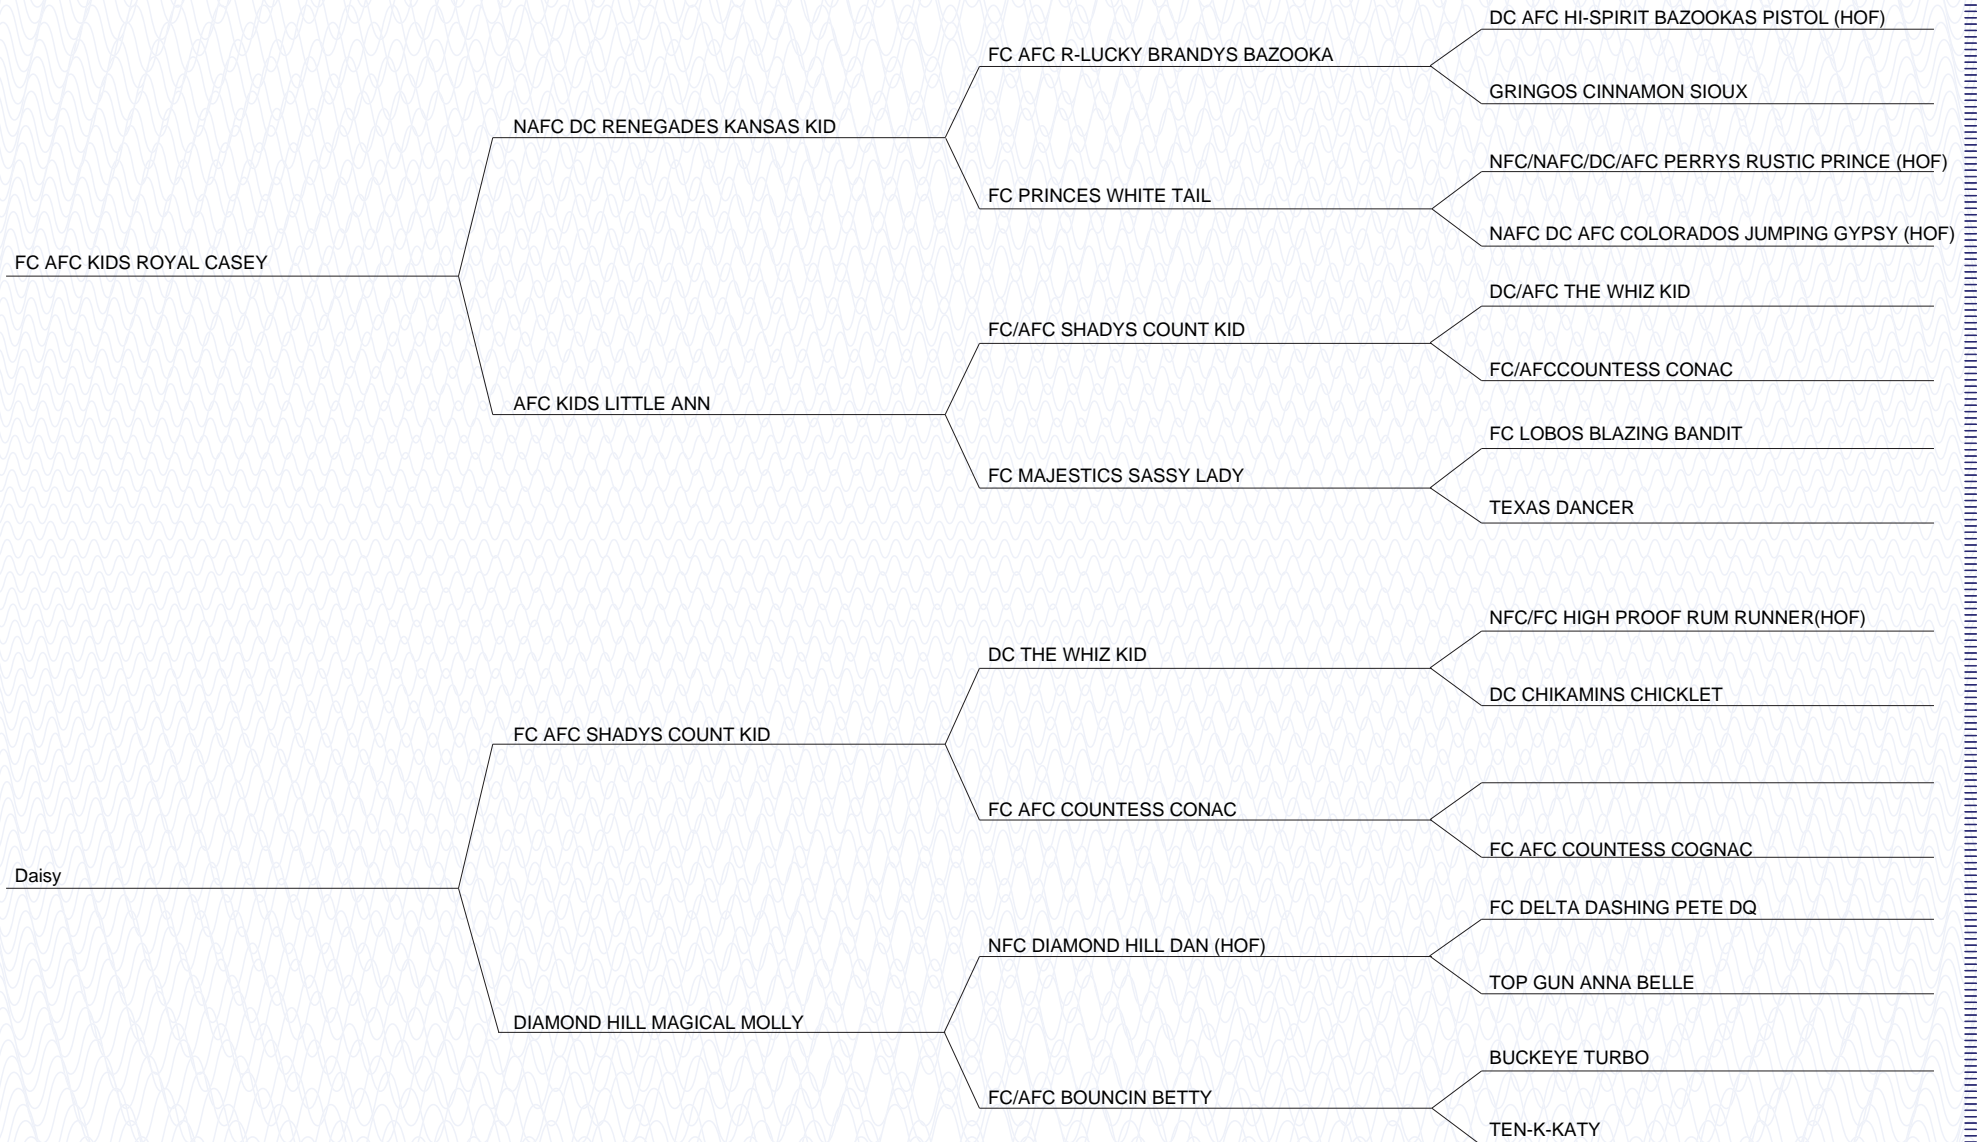 DC AFC HI-SPIRIT BAZOOKAS PISTOL (HOF)
FC AFC R-LUCKY BRANDYS BAZOOKA
GRINGOS CINNAMON SIOUX
NAFC DC RENEGADES KANSAS KID
NFC/NAFC/DC/AFC PERRYS RUSTIC PRINCE (HOF)
FC PRINCES WHITE TAIL
NAFC DC AFC COLORADOS JUMPING GYPSY (HOF)
FC AFC KIDS ROYAL CASEY
DC/AFC THE WHIZ KID
FC/AFC SHADYS COUNT KID
FC/AFCCOUNTESS CONAC
AFC KIDS LITTLE ANN
FC LOBOS BLAZING BANDIT
FC MAJESTICS SASSY LADY
TEXAS DANCER
NFC/FC HIGH PROOF RUM RUNNER(HOF)
DC THE WHIZ KID
DC CHIKAMINS CHICKLET
FC AFC SHADYS COUNT KID
FC AFC COUNTESS CONAC
FC AFC COUNTESS COGNAC
Daisy
FC DELTA DASHING PETE DQ
NFC DIAMOND HILL DAN (HOF)
TOP GUN ANNA BELLE
DIAMOND HILL MAGICAL MOLLY
BUCKEYE TURBO
FC/AFC BOUNCIN BETTY
TEN-K-KATY